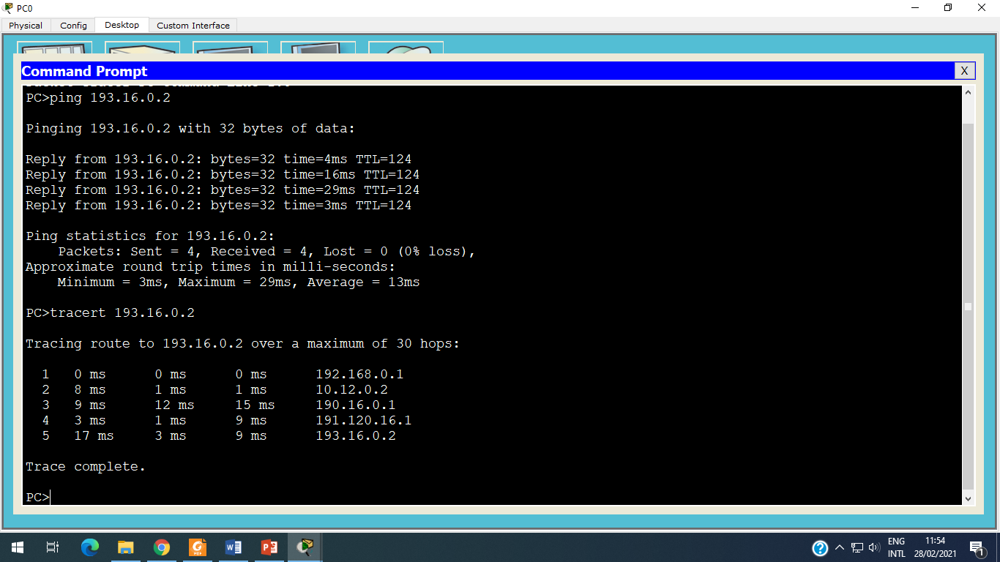 PC0
Physical Config Desktop Custom Interface
Command Prompt
X
PC>ping 193.16.0.2
Pinging 193.16.0.2 with 32 bytes of data:
Reply from 193.16.0.2: bytes=32 time=4ms TTL=124
Reply from 193.16.0.2: bytes=32 time=16ms TTL=124
Reply from 193.16.0.2: bytes=32 time=29ms TTL=124
Reply from 193.16.0.2: bytes=32 time=3ms TTL=124
Ping statistics for 193.16.0.2:
Packets: Sent = 4, Received = 4, Lost = 0 (0% loss),
Approximate round trip times in milli-seconds:
Minimum = 3ms, Maximum = 29ms, Average = 13ms
PC>tracert 193.16.0.2
Tracing route to 193.16.0.2 over a maximum of 30 hops:
1 0 ms 0 ms 0 ms 192.168.0.1
2 8 ms 1 ms 1 ms 10.12.0.2
3 9 ms 12 ms 15 ms 190.16.0.1
4 3 ms 1 ms 9 ms 191.120.16.1
5 17 ms 3 ms 9 ms 193.16.0.2
Trace complete.
PC>
ENG 11:54
INTL 28/02/2021
1